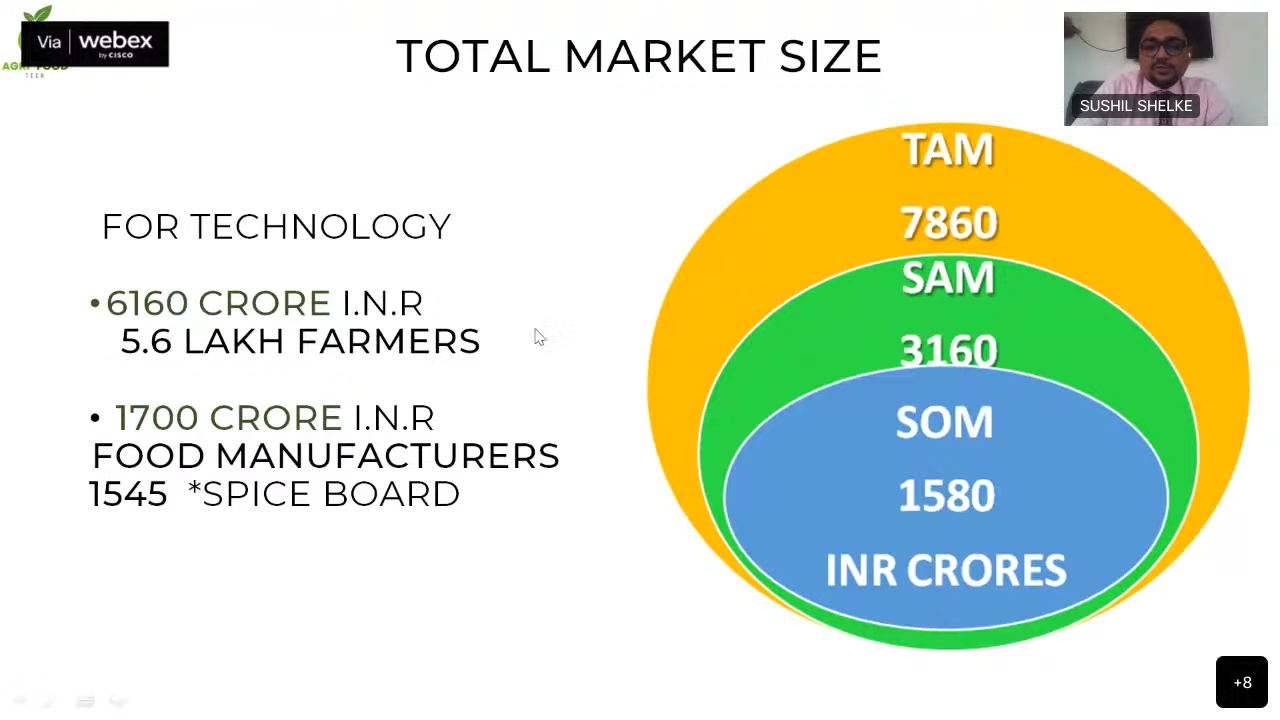 Via webex
by CISCO
TECH
TOTAL MARKET SIZE
SUSHIL SHELKE
FOR TECHNOLOGY
•6160 CRORE I.N.R
5.6 LAKH FARMERS
• 1700 CRORE I.N.R
FOOD MANUFACTURERS
1545 *SPICE BOARD
TAM
7860
SAM
3160
SOM
1580
INR CRORES
+8